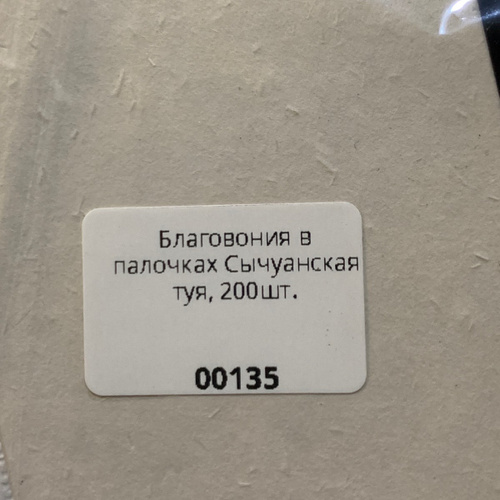 Благовония в
палочках Сычуанская
туя, 200шт.
00135